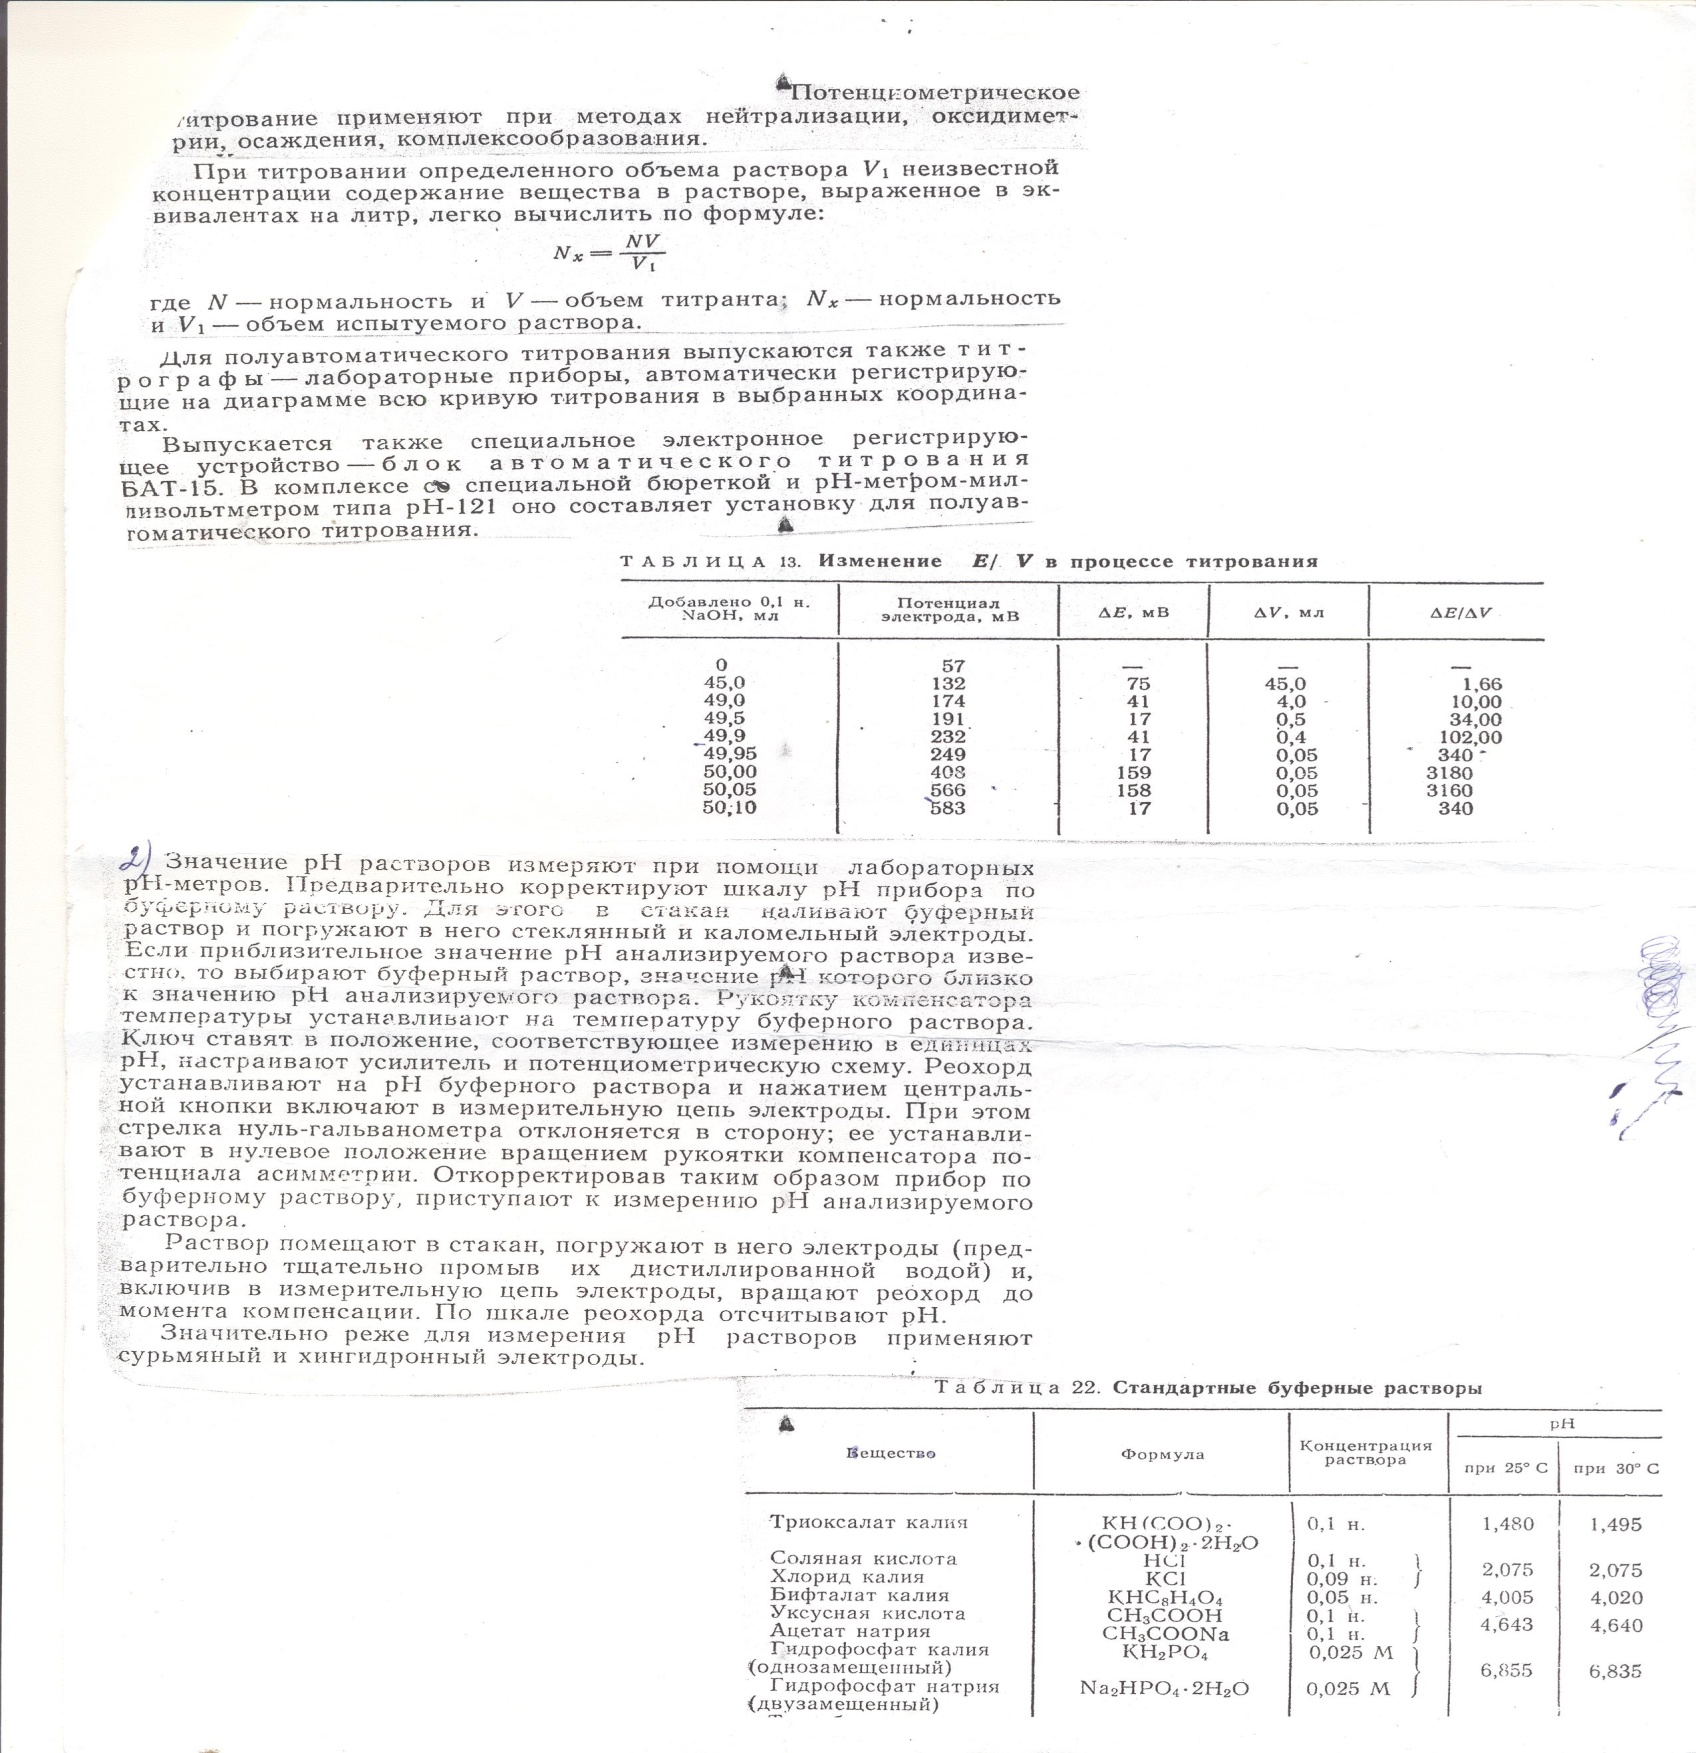 Потенциометрическое
титрование применяют при методах нейтрализации, оксидимет-
рии, осаждения, комплексообразования.
При титровании определенного объема раствора V₁ неизвестной
концентрации содержание вещества в растворе, выраженное в эк-
вивалентах на литр, легко вычислить по формуле:
Nₓ = NV / V₁
где N — нормальность и V — объем титранта; Nₓ — нормальность
и V₁ — объем испытуемого раствора.
Для полуавтоматического титрования выпускаются также тит-
рографы — лабораторные приборы, автоматически регистрирую-
щие на диаграмме всю кривую титрования в выбранных координа-
тах.
Выпускается также специальное электронное регистрирую-
щее устройство — блок автоматического титрования
БАТ-15. В комплексе со специальной бюреткой и рН-метром-мил-
ливольтметром типа рН-121 оно составляет установку для полуав-
томатического титрования.
ТАБЛИЦА 13. Изменение E/ V в процессе титрования
Добавлено 0,1 н. NaOH, мл | Потенциал электрода, мВ | ΔE, мВ | ΔV, мл | ΔE/ΔV
0 57 — — —
45,0 132 75 45,0 1,66
49,0 174 41 4,0 10,00
49,5 191 17 0,5 34,00
49,9 232 41 0,4 102,00
49,95 249 17 0,05 340
50,00 408 159 0,05 3180
50,05 566 158 0,05 3160
50,10 583 17 0,05 340
2) Значение рН растворов измеряют при помощи лабораторных
рН-метров. Предварительно корректируют шкалу рН прибора по
буферному раствору. Для этого в стакан наливают буферный
раствор и погружают в него стеклянный и каломельный электроды.
Если приблизительное значение рН анализируемого раствора изве-
стно, то выбирают буферный раствор, значение рН которого близко
к значению рН анализируемого раствора. Рукоятку компенсатора
температуры устанавливают на температуру буферного раствора.
Ключ ставят в положение, соответствующее измерению в единицах
рН, настраивают усилитель и потенциометрическую схему. Реохорд
устанавливают на рН буферного раствора и нажатием централь-
ной кнопки включают в измерительную цепь электроды. При этом
стрелка нуль-гальванометра отклоняется в сторону; ее устанавли-
вают в нулевое положение вращением рукоятки компенсатора по-
тенциала асимметрии. Откорректировав таким образом прибор по
буферному раствору, приступают к измерению рН анализируемого
раствора.
Раствор помещают в стакан, погружают в него электроды (пред-
варительно тщательно промыв их дистиллированной водой) и,
включив в измерительную цепь электроды, вращают реохорд до
момента компенсации. По шкале реохорда отсчитывают рН.
Значительно реже для измерения рН растворов применяют
сурьмяный и хингидронный электроды.
Таблица 22. Стандартные буферные растворы
Вещество | Формула | Концентрация раствора | рН при 25° С | при 30° С
Триоксалат калия KH(COO)₂· 0,1 н. 1,480 1,495
·(COOH)₂·2H₂O
Соляная кислота HCl 0,1 н. 2,075 2,075
Хлорид калия KCl 0,09 н.
Бифталат калия KHC₈H₄O₄ 0,05 н. 4,005 4,020
Уксусная кислота CH₃COOH 0,1 н. 4,643 4,640
Ацетат натрия CH₃COONa 0,1 н.
Гидрофосфат калия KH₂PO₄ 0,025 М
(однозамещенный) 6,855 6,835
Гидрофосфат натрия Na₂HPO₄·2H₂O 0,025 М
(двузамещенный)